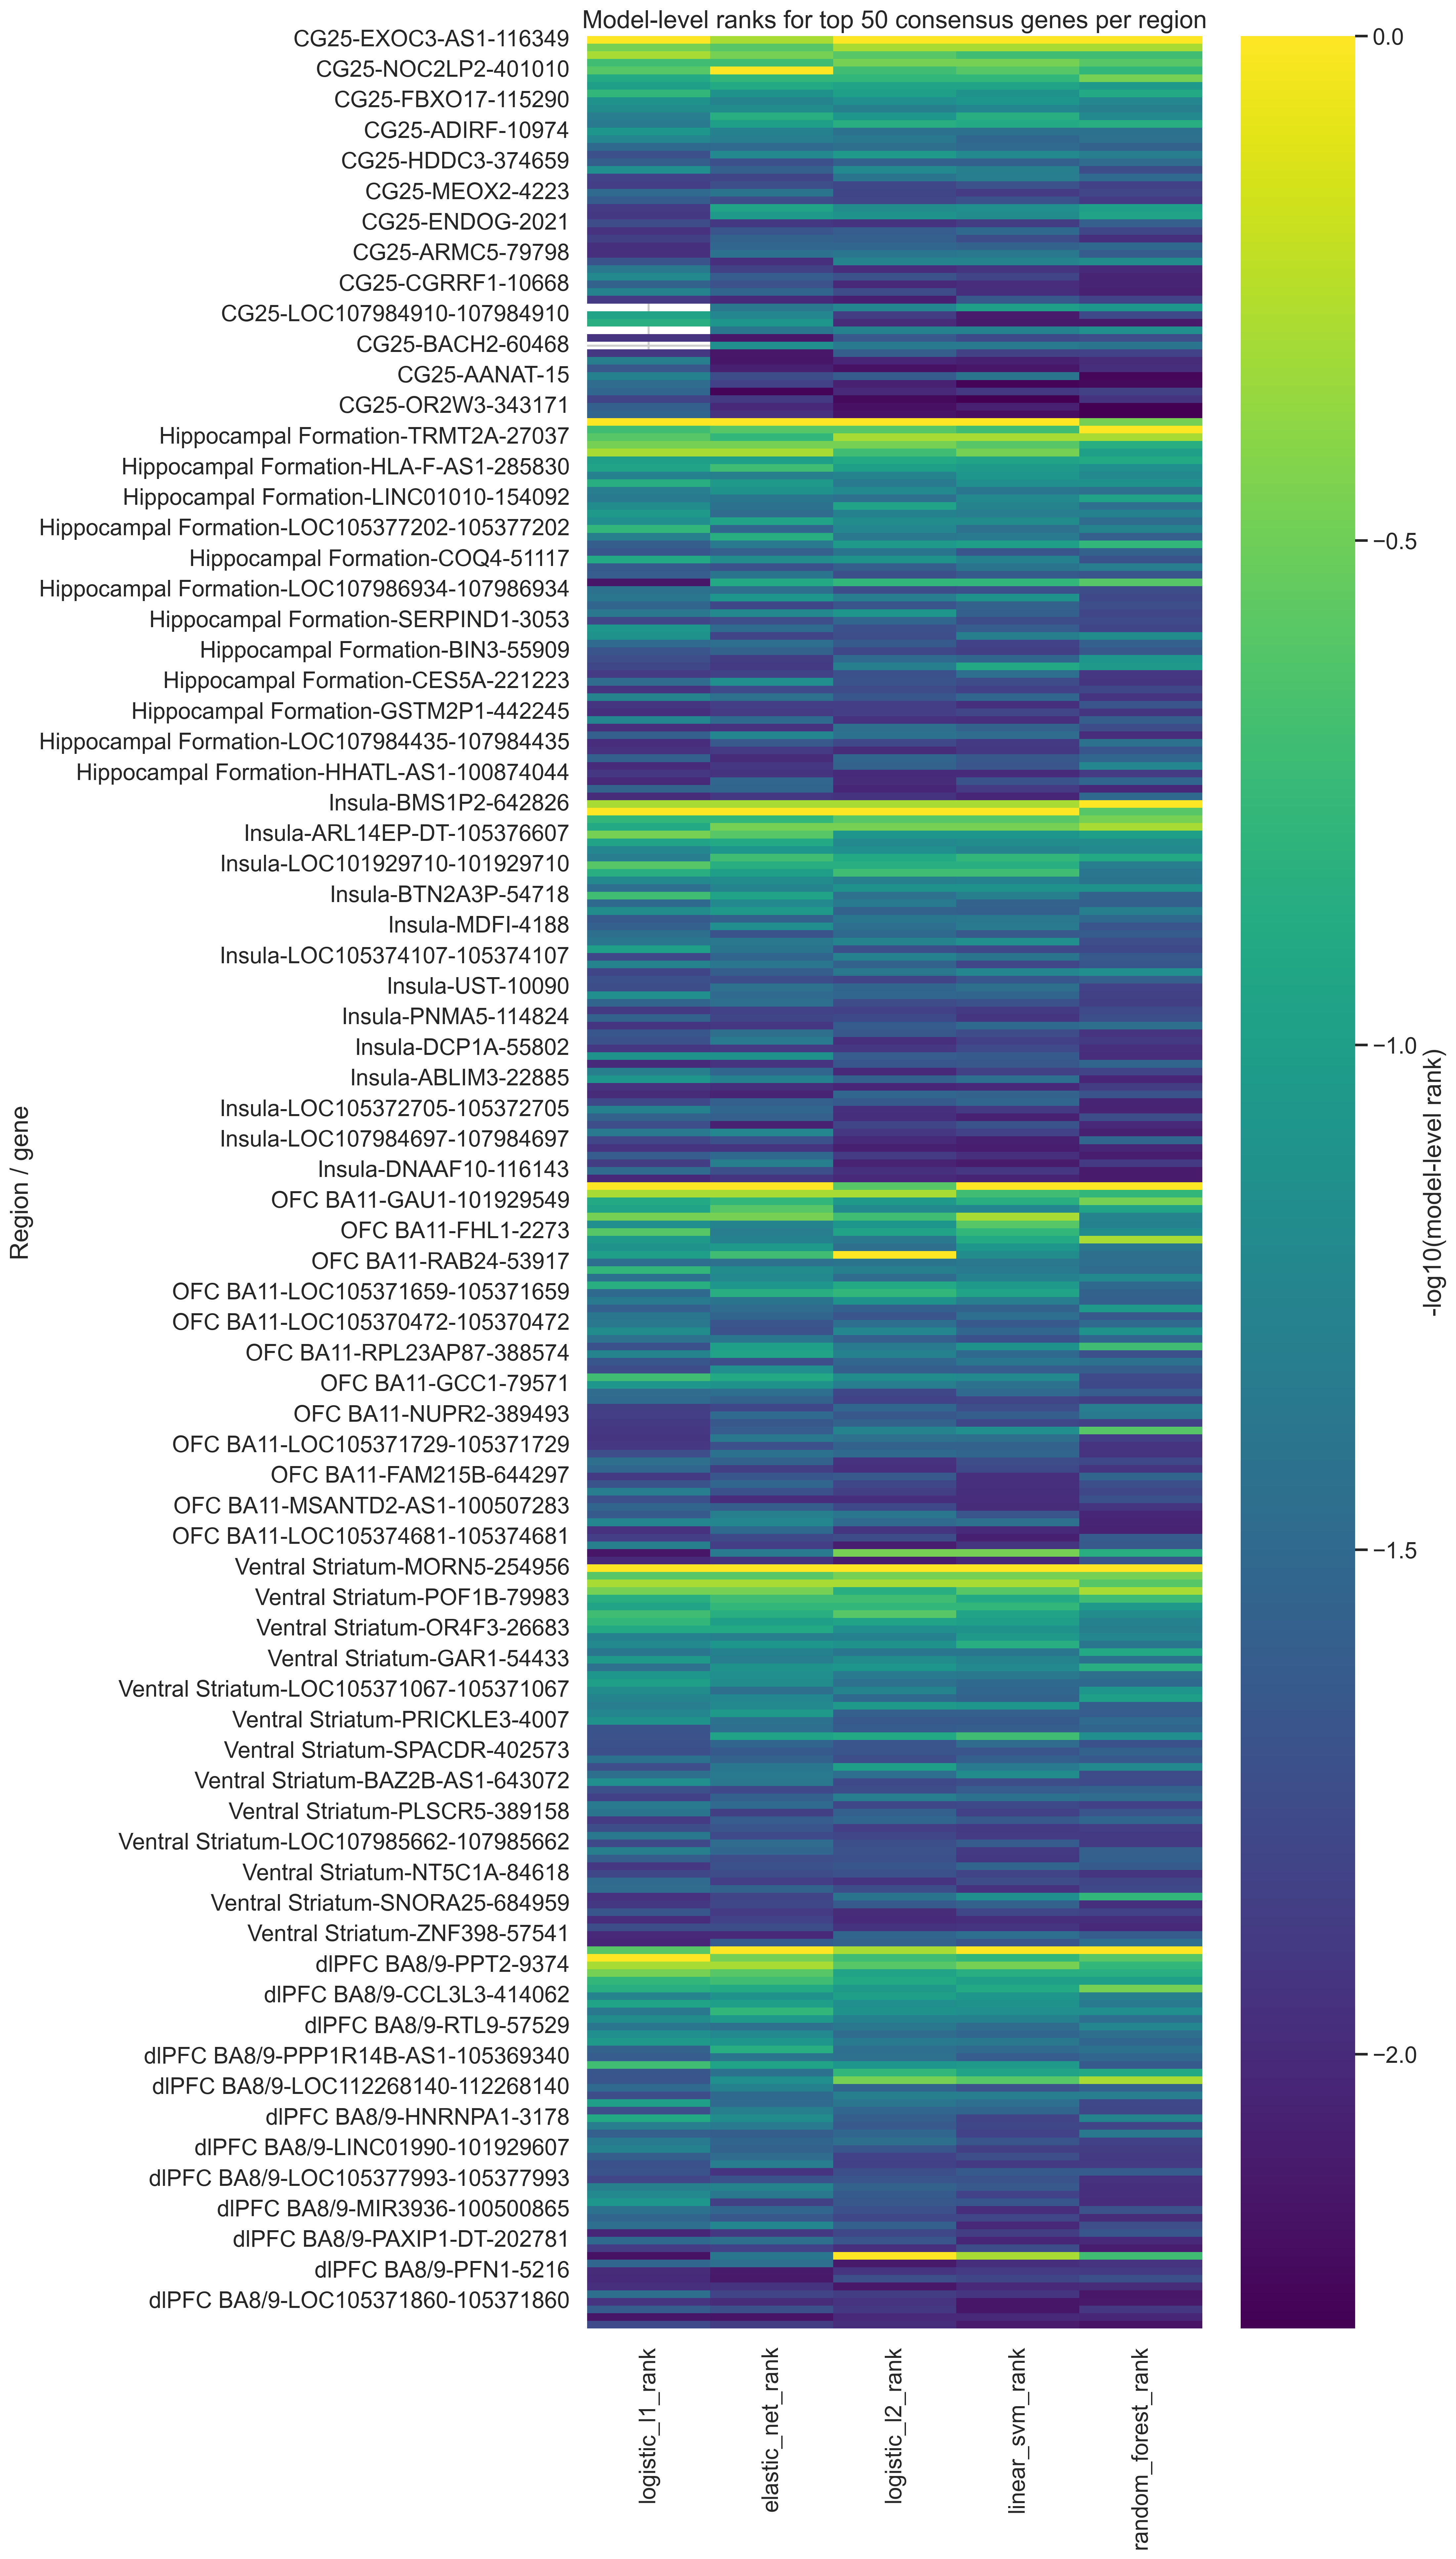 Model-level ranks for top 50 consensus genes per region
CG25-EXOC3-AS1-116349
CG25-NOC2LP2-401010
CG25-FBXO17-115290
CG25-ADIRF-10974
CG25-HDDC3-374659
CG25-MEOX2-4223
CG25-ENDOG-2021
CG25-ARMC5-79798
CG25-CGRRF1-10668
CG25-LOC107984910-107984910
CG25-BACH2-60468
CG25-AANAT-15
CG25-OR2W3-343171
Hippocampal Formation-TRMT2A-27037
Hippocampal Formation-HLA-F-AS1-285830
Hippocampal Formation-LINC01010-154092
Hippocampal Formation-LOC105377202-105377202
Hippocampal Formation-COQ4-51117
Hippocampal Formation-LOC107986934-107986934
Hippocampal Formation-SERPIND1-3053
Hippocampal Formation-BIN3-55909
Hippocampal Formation-CES5A-221223
Hippocampal Formation-GSTM2P1-442245
Hippocampal Formation-LOC107984435-107984435
Hippocampal Formation-HHATL-AS1-100874044
Insula-BMS1P2-642826
Insula-ARL14EP-DT-105376607
Insula-LOC101929710-101929710
Insula-BTN2A3P-54718
Insula-MDFI-4188
Insula-LOC105374107-105374107
Insula-UST-10090
Insula-PNMA5-114824
Insula-DCP1A-55802
Insula-ABLIM3-22885
Insula-LOC105372705-105372705
Insula-LOC107984697-107984697
Insula-DNAAF10-116143
OFC BA11-GAU1-101929549
OFC BA11-FHL1-2273
OFC BA11-RAB24-53917
OFC BA11-LOC105371659-105371659
OFC BA11-LOC105370472-105370472
OFC BA11-RPL23AP87-388574
OFC BA11-GCC1-79571
OFC BA11-NUPR2-389493
OFC BA11-LOC105371729-105371729
OFC BA11-FAM215B-644297
OFC BA11-MSANTD2-AS1-100507283
OFC BA11-LOC105374681-105374681
Ventral Striatum-MORN5-254956
Ventral Striatum-POF1B-79983
Ventral Striatum-OR4F3-26683
Ventral Striatum-GAR1-54433
Ventral Striatum-LOC105371067-105371067
Ventral Striatum-PRICKLE3-4007
Ventral Striatum-SPACDR-402573
Ventral Striatum-BAZ2B-AS1-643072
Ventral Striatum-PLSCR5-389158
Ventral Striatum-LOC107985662-107985662
Ventral Striatum-NT5C1A-84618
Ventral Striatum-SNORA25-684959
Ventral Striatum-ZNF398-57541
dlPFC BA8/9-PPT2-9374
dlPFC BA8/9-CCL3L3-414062
dlPFC BA8/9-RTL9-57529
dlPFC BA8/9-PPP1R14B-AS1-105369340
dlPFC BA8/9-LOC112268140-112268140
dlPFC BA8/9-HNRNPA1-3178
dlPFC BA8/9-LINC01990-101929607
dlPFC BA8/9-LOC105377993-105377993
dlPFC BA8/9-MIR3936-100500865
dlPFC BA8/9-PAXIP1-DT-202781
dlPFC BA8/9-PFN1-5216
dlPFC BA8/9-LOC105371860-105371860
Region / gene
logistic_l1_rank
elastic_net_rank
logistic_l2_rank
linear_svm_rank
random_forest_rank
0.0
−0.5
−1.0
−1.5
−2.0
-log10(model-level rank)